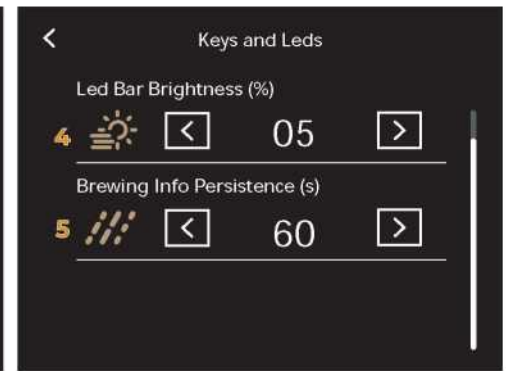 Keys and Leds
Led Bar Brightness (%)
4 05
Brewing Info Persistence (s)
5 60